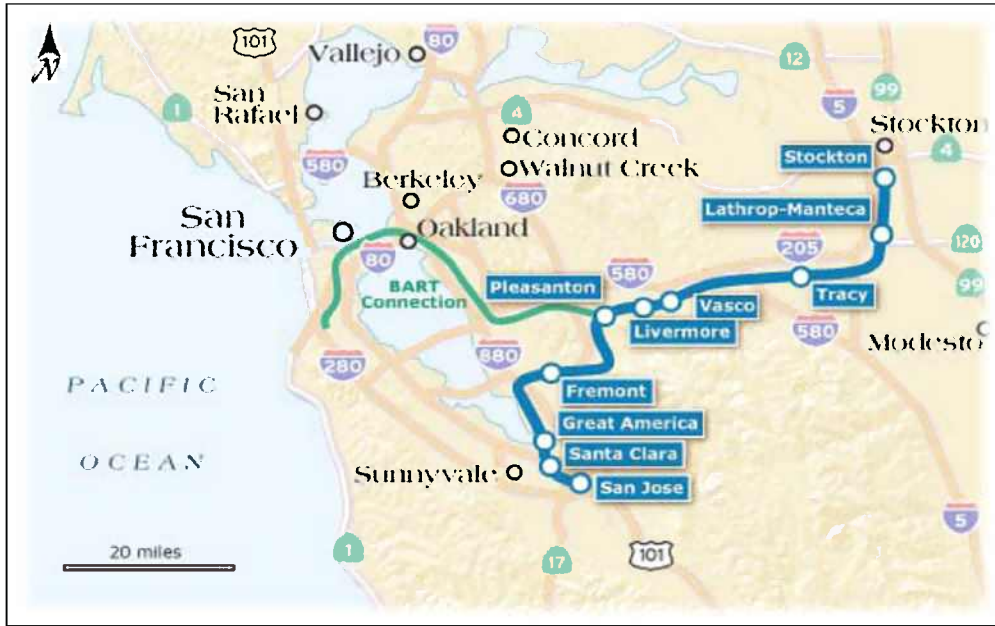 101
80
Vallejo
12
5
99
1
San
Rafael
4
Concord
Stockton
4
580
Walnut Creek
Stockton
Berkeley
680
Lathrop-Manteca
San
Francisco
Oakland
80
205
120
BART
Connection
Pleasanton
580
99
Vasco
Tracy
Livermore
580
Modesto
280
880
PACIFIC
OCEAN
Fremont
Great America
Santa Clara
Sunnyvale
San Jose
5
20 miles
1
17
101
N